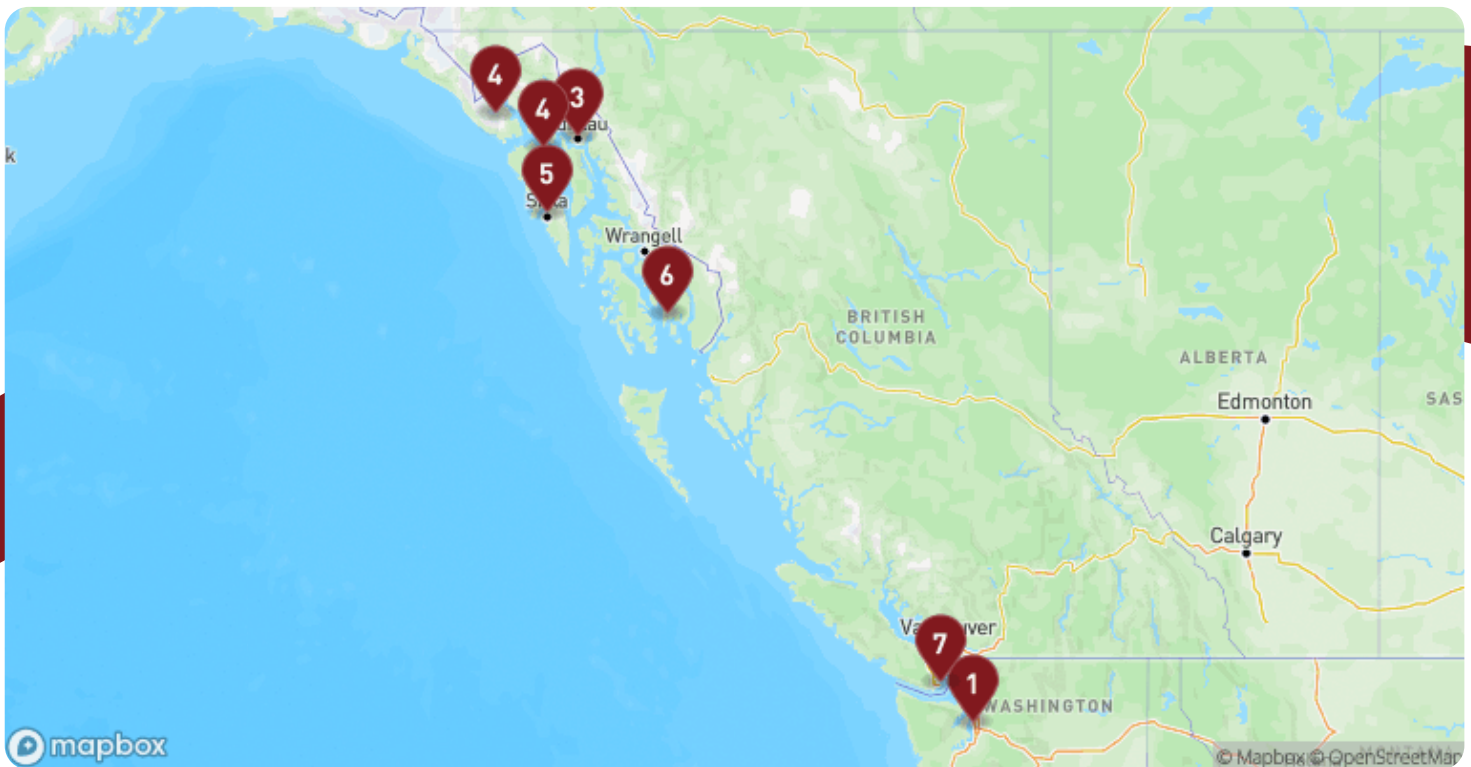 4
4
3
k
5
Wrangell
6
BRITISH
COLUMBIA
ALBERTA
Edmonton
SAS
Calgary
7
1
WASHINGTON
mapbox
© Mapbox © OpenStreetMap